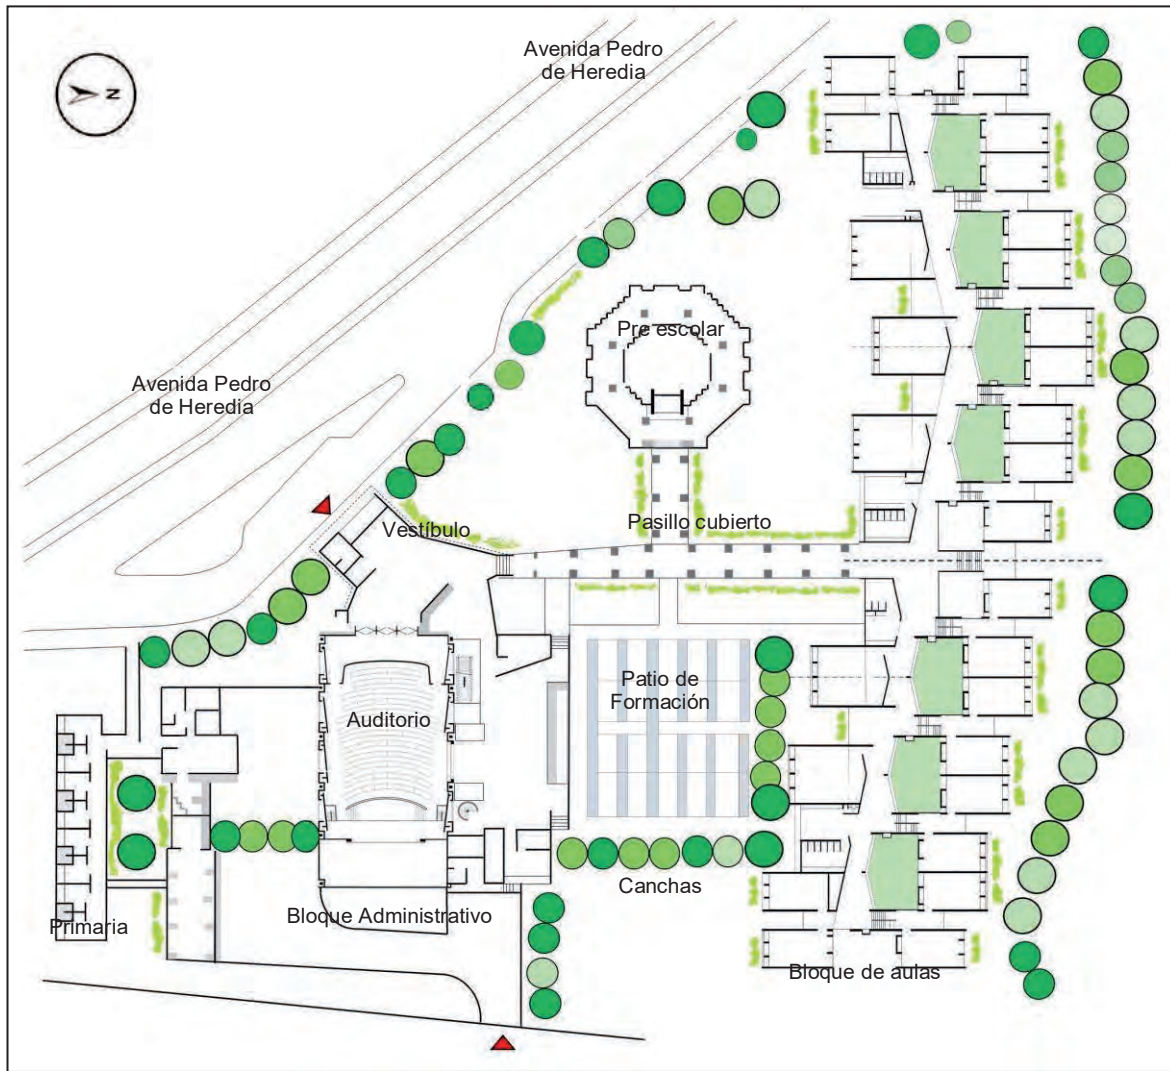 Avenida Pedro
de Heredia
N
Pre escolar
Avenida Pedro
de Heredia
Vestíbulo
Pasillo cubierto
Auditorio
Patio de
Formación
Canchas
Primaria
Bloque Administrativo
Bloque de aulas